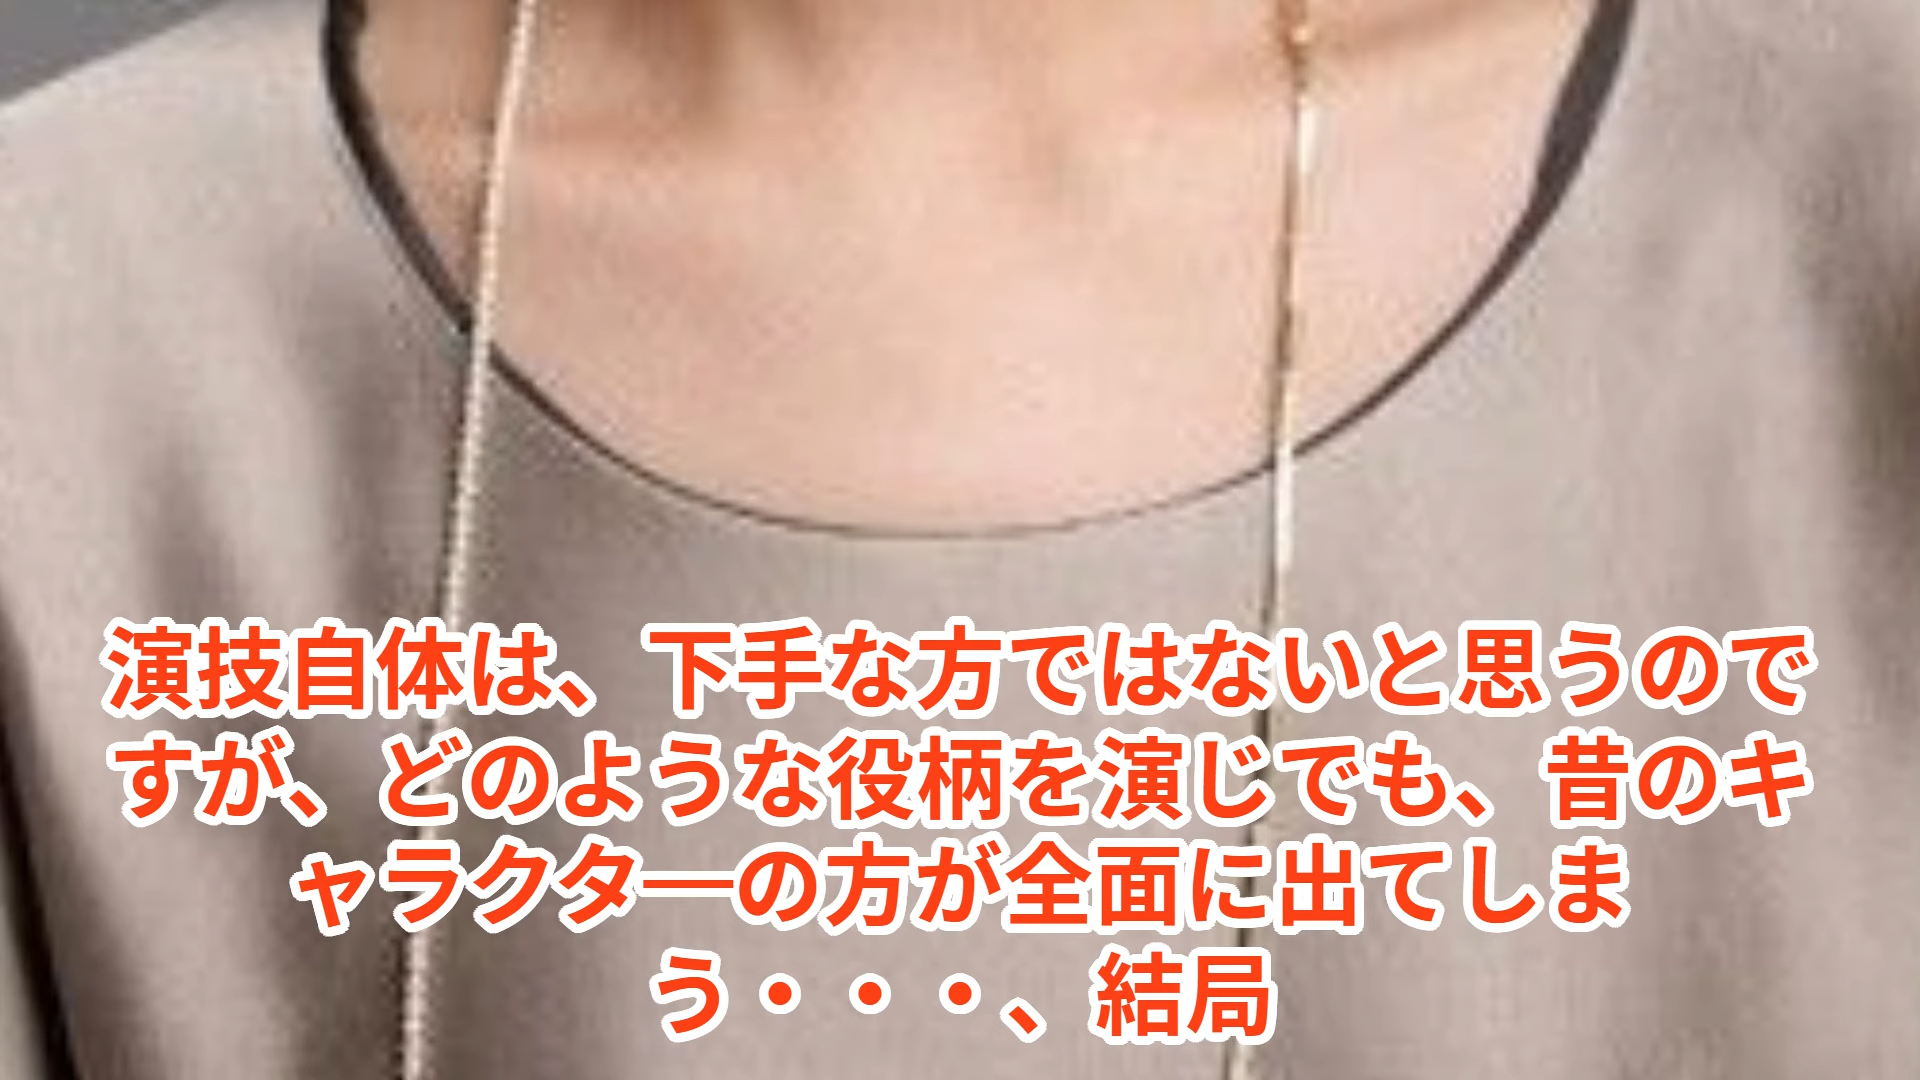 演技自体は、下手な方ではないと思うので
すが、どのような役柄を演じでも、昔のキ
ャラクタ―の方が全面に出てしま
う・・・、結局